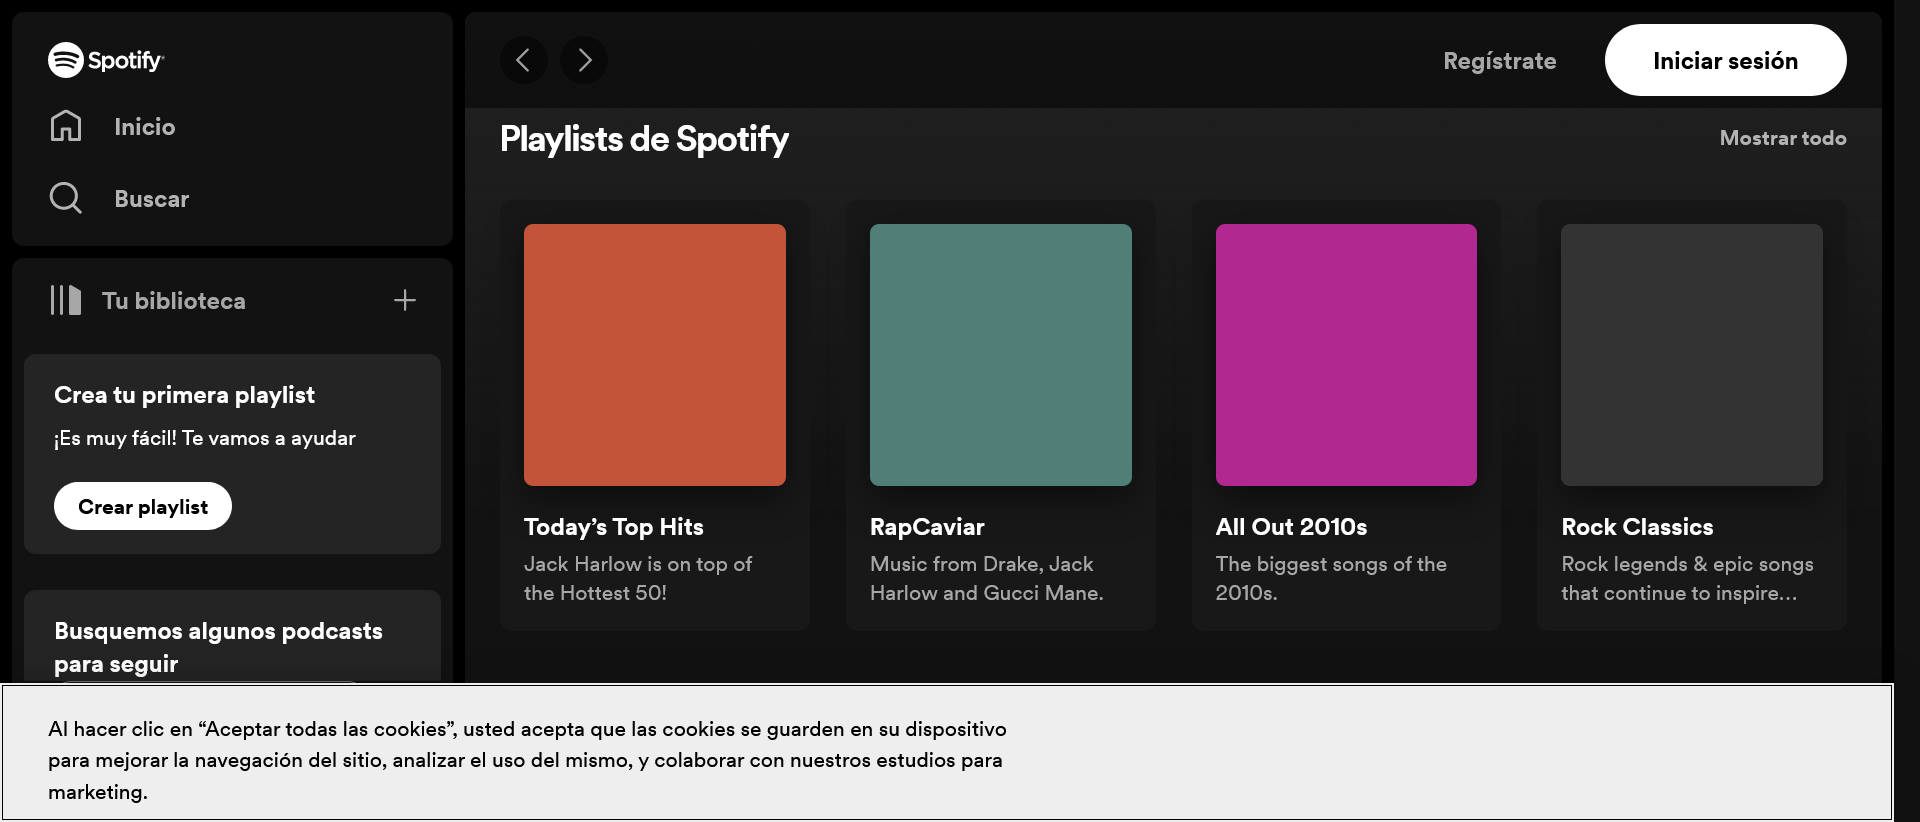 Spotify
Inicio
Buscar
Tu biblioteca
Crea tu primera playlist
¡Es muy fácil! Te vamos a ayudar
Crear playlist
Busquemos algunos podcasts
para seguir
Regístrate
Iniciar sesión
Playlists de Spotify
Mostrar todo
Today’s Top Hits
Jack Harlow is on top of
the Hottest 50!
RapCaviar
Music from Drake, Jack
Harlow and Gucci Mane.
All Out 2010s
The biggest songs of the
2010s.
Rock Classics
Rock legends & epic songs
that continue to inspire…
Al hacer clic en “Aceptar todas las cookies”, usted acepta que las cookies se guarden en su dispositivo
para mejorar la navegación del sitio, analizar el uso del mismo, y colaborar con nuestros estudios para
marketing.